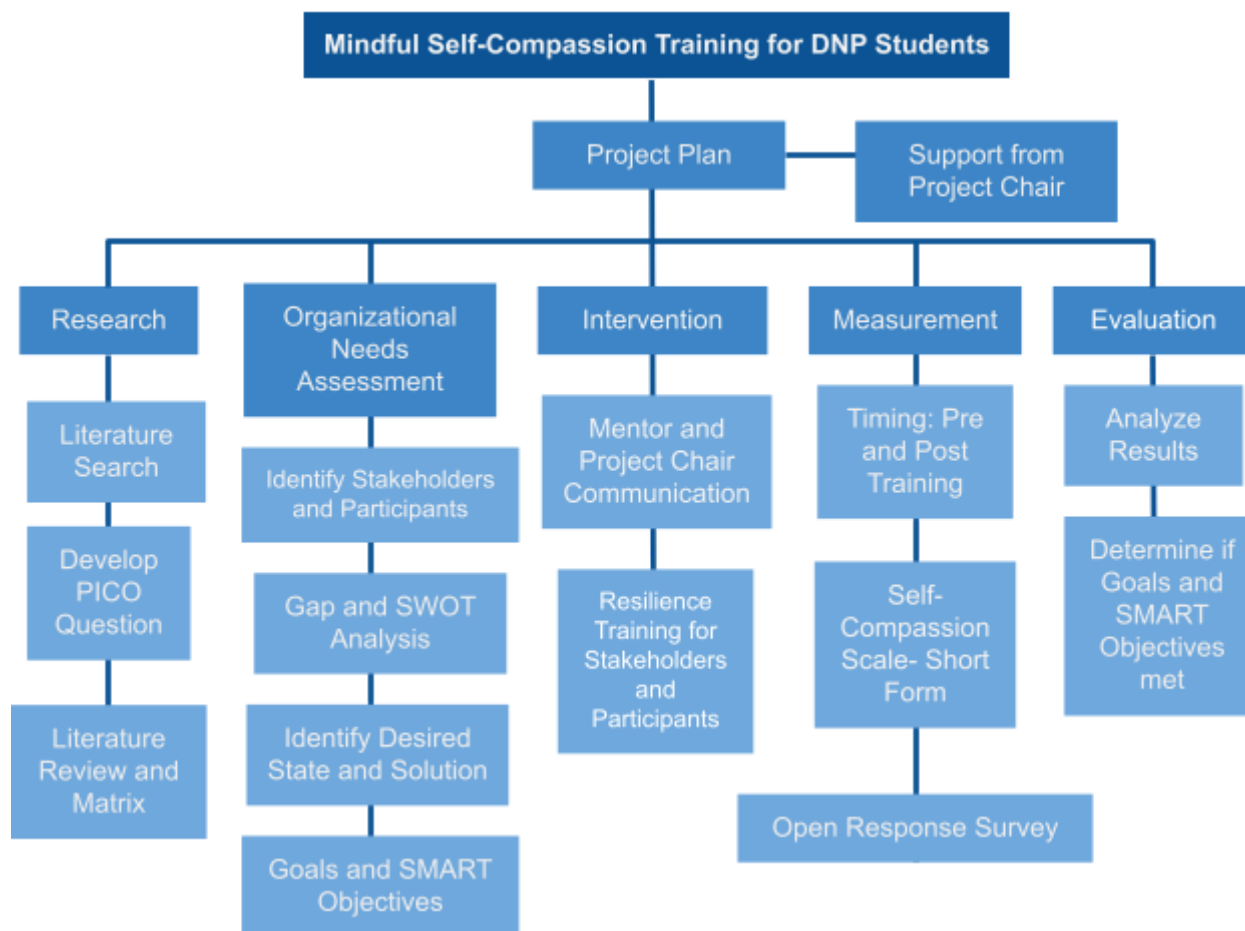 Mindful Self-Compassion Training for DNP Students
Project Plan
Support from
Project Chair
Research
Literature
Search
Develop
PICO
Question
Literature
Review and
Matrix
Organizational
Needs
Assessment
Identify Stakeholders
and Participants
Gap and SWOT
Analysis
Identify Desired
State and Solution
Goals and SMART
Objectives
Intervention
Mentor and
Project Chair
Communication
Resilience
Training for
Stakeholders
and
Participants
Measurement
Timing: Pre
and Post
Training
Self-
Compassion
Scale- Short
Form
Open Response Survey
Evaluation
Analyze
Results
Determine if
Goals and
SMART
Objectives
met